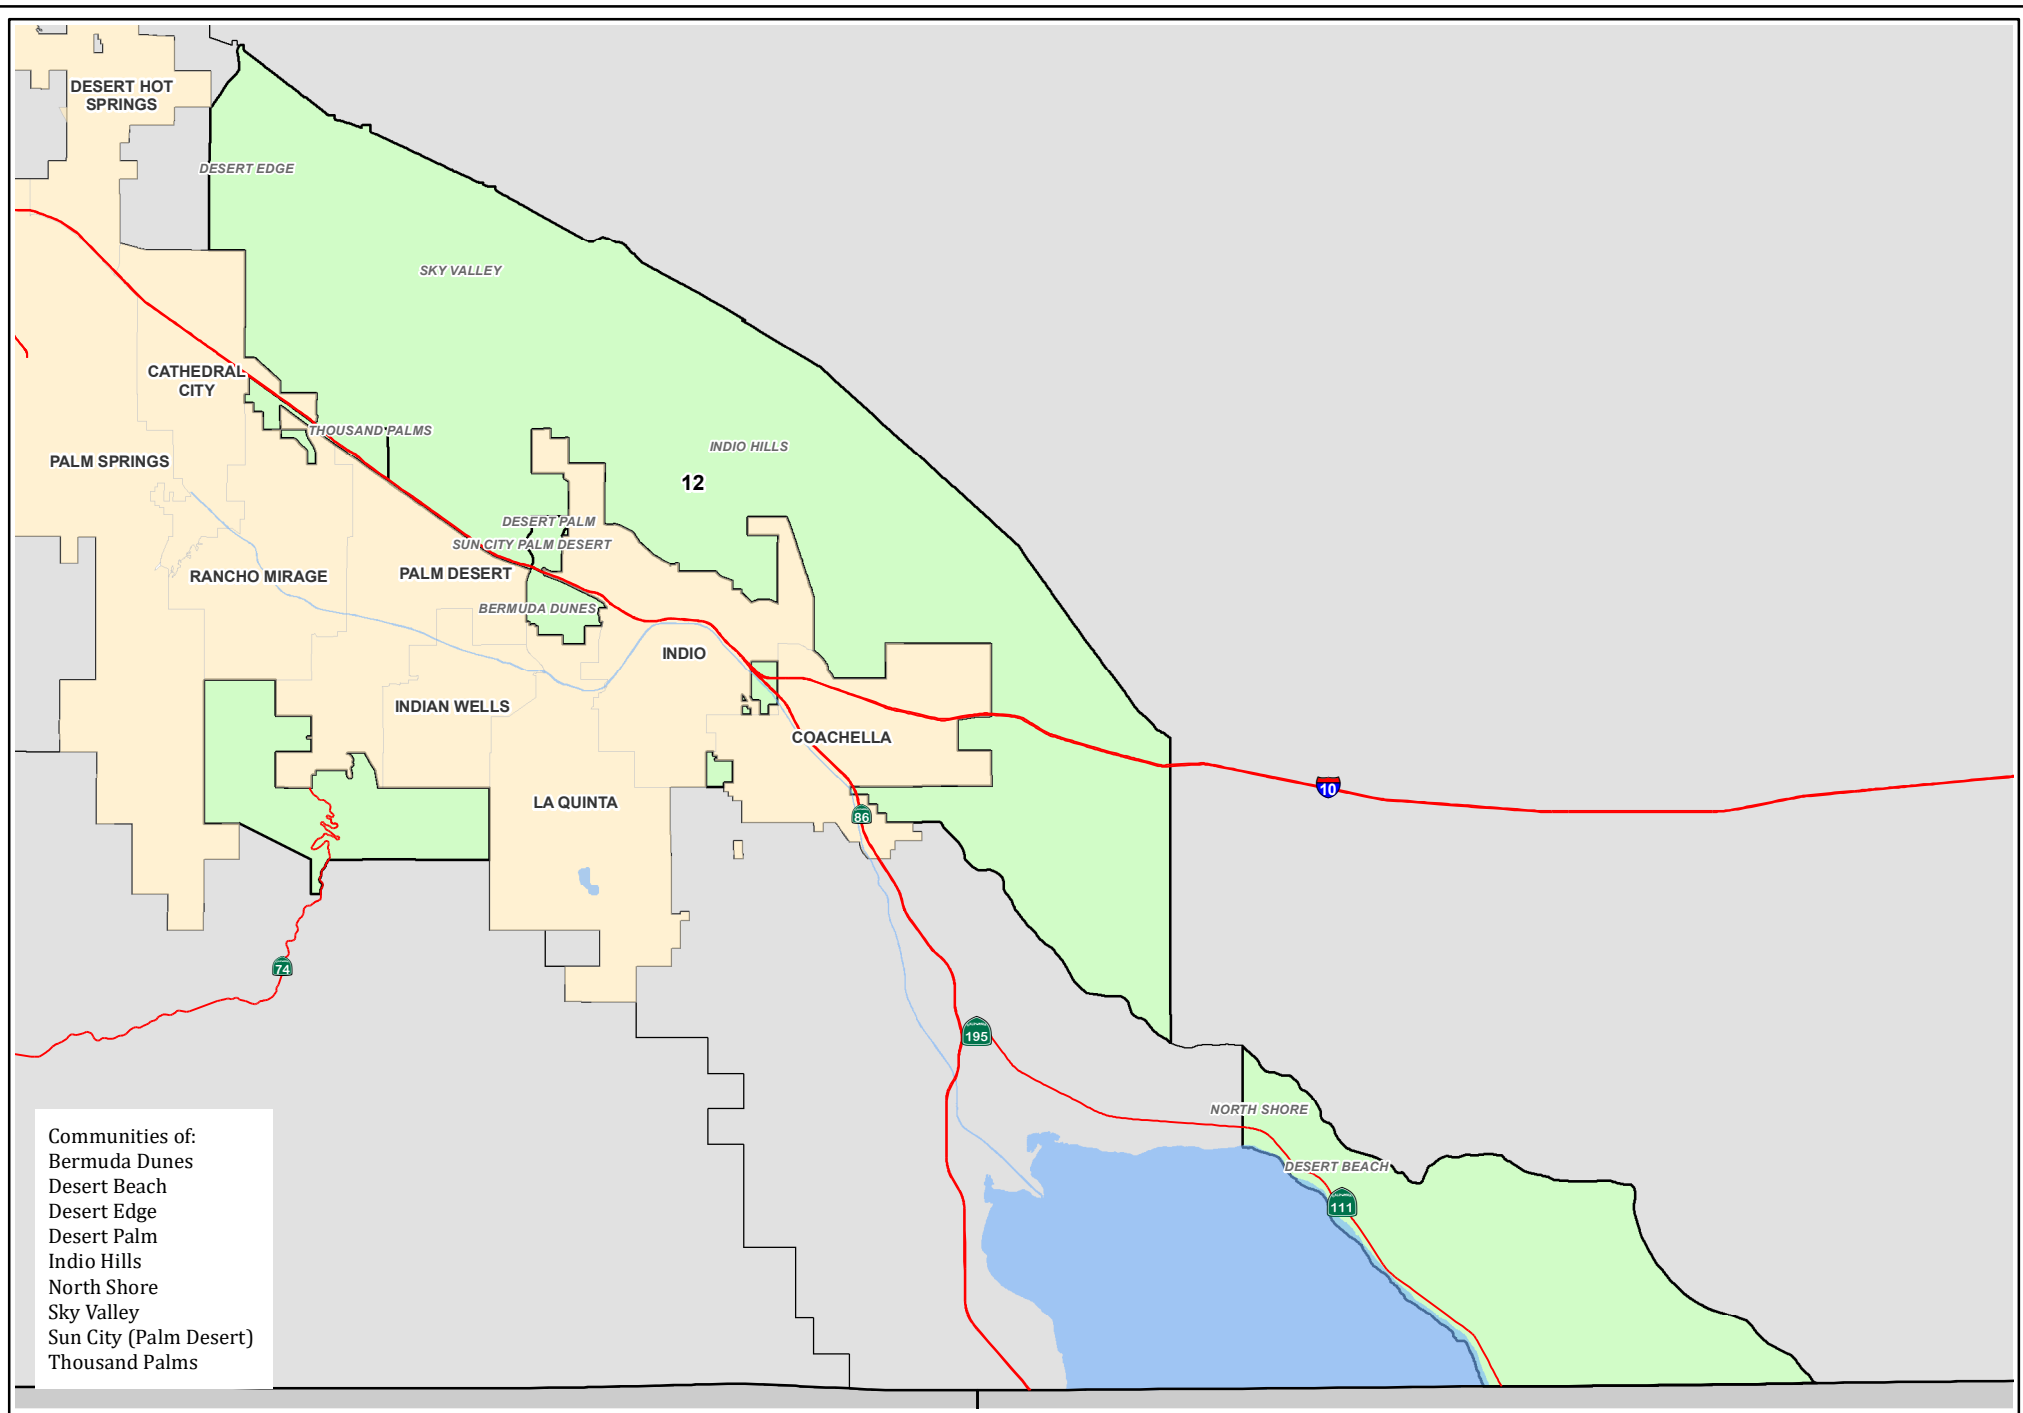 DESERT HOT
SPRINGS
DESERT EDGE
SKY VALLEY
CATHEDRAL
CITY
THOUSAND PALMS
INDIO HILLS
PALM SPRINGS
12
DESERT PALM
SUN CITY PALM DESERT
RANCHO MIRAGE
PALM DESERT
BERMUDA DUNES
INDIO
INDIAN WELLS
COACHELLA
10
LA QUINTA
86
74
195
NORTH SHORE
DESERT BEACH
111
Communities of:
Bermuda Dunes
Desert Beach
Desert Edge
Desert Palm
Indio Hills
North Shore
Sky Valley
Sun City (Palm Desert)
Thousand Palms